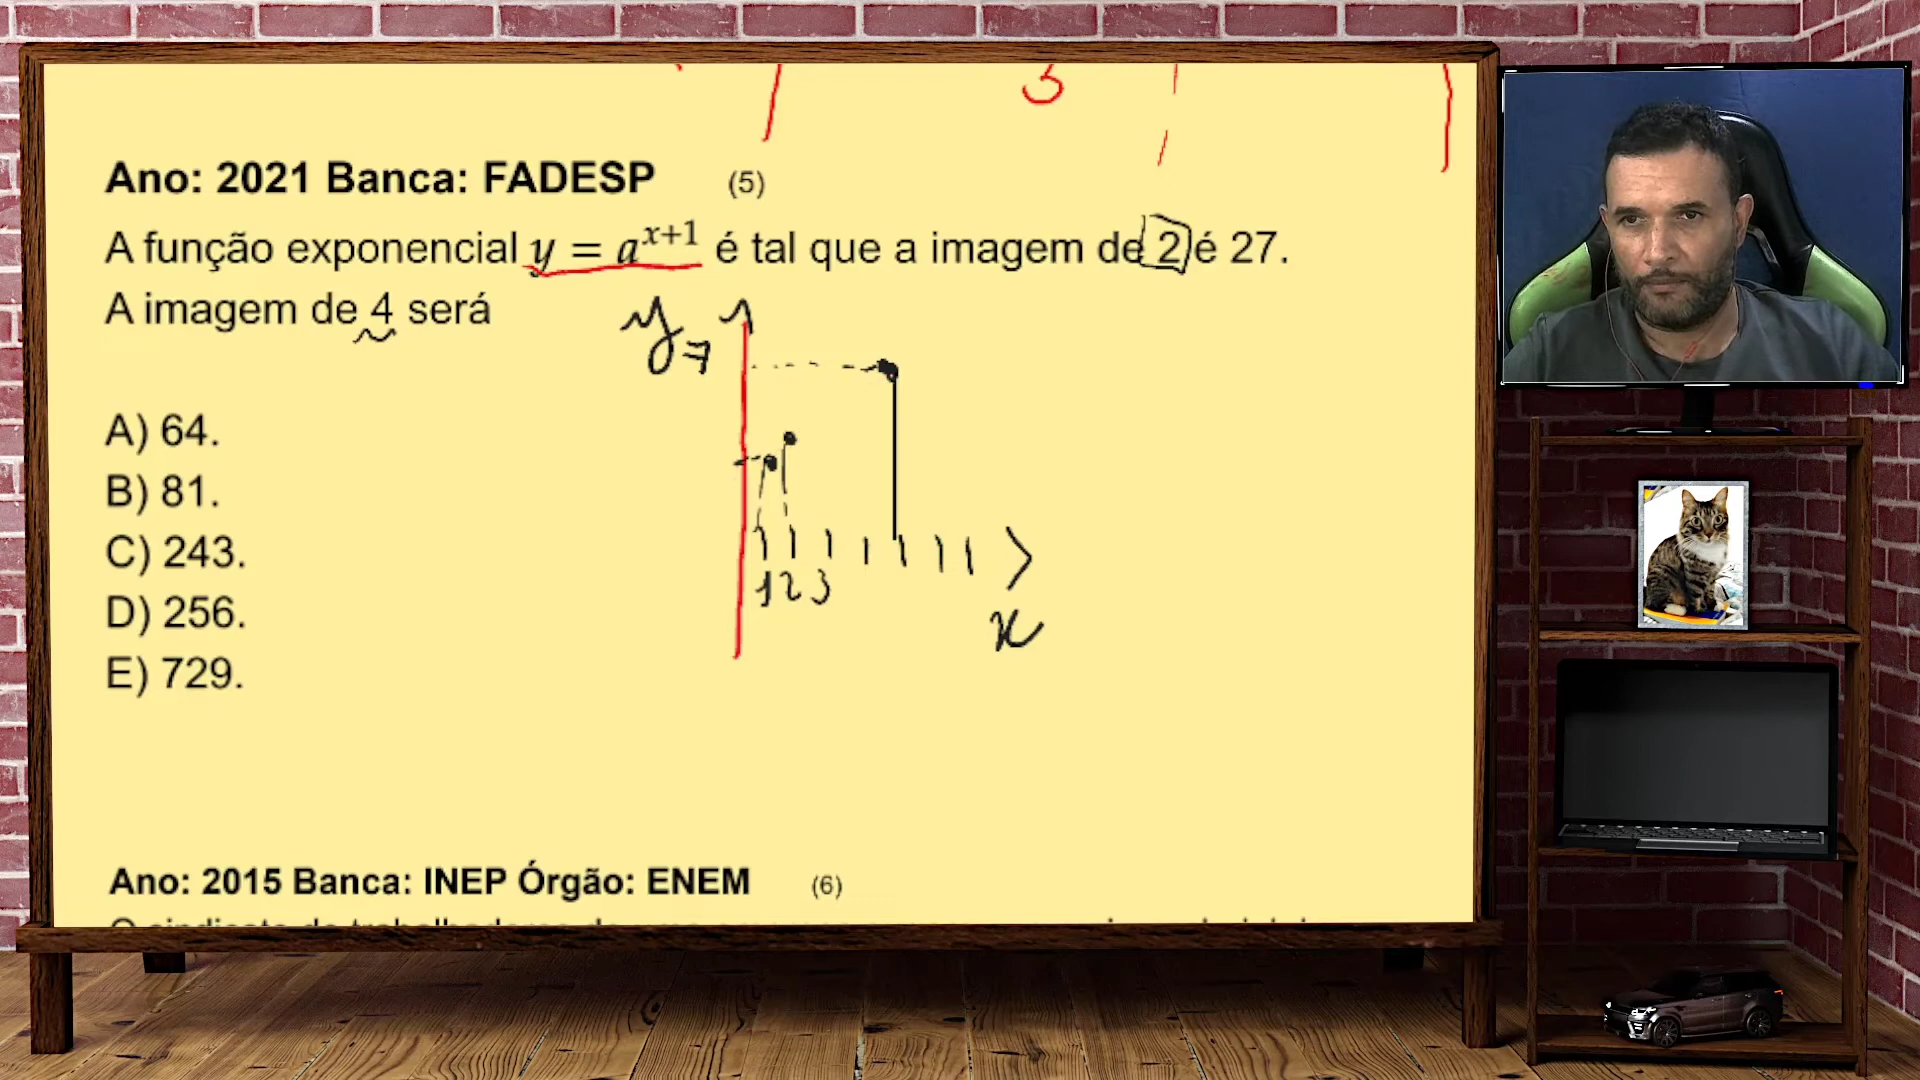 3
Ano: 2021 Banca: FADESP (5)
A função exponencial y = a^{x+1} é tal que a imagem de 2 é 27.
A imagem de 4 será
y
A) 64.
B) 81.
C) 243.
D) 256.
E) 729.
1 2 3
x
Ano: 2015 Banca: INEP Órgão: ENEM (6)